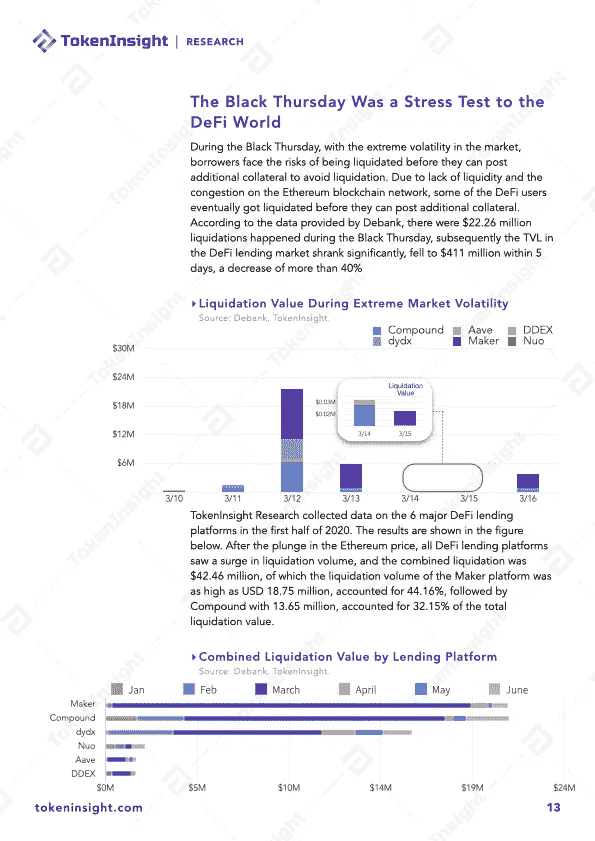 TokenInsight | RESEARCH
The Black Thursday Was a Stress Test to the
DeFi World
During the Black Thursday, with the extreme volatility in the market,
borrowers face the risks of being liquidated before they can post
additional collateral to avoid liquidation. Due to lack of liquidity and the
congestion on the Ethereum blockchain network, some of the DeFi users
eventually got liquidated before they can post additional collateral.
According to the data provided by Debank, there were $22.26 million
liquidations happened during the Black Thursday, subsequently the TVL in
the DeFi lending market shrank significantly, fell to $411 million within 5
days, a decrease of more than 40%
Liquidation Value During Extreme Market Volatility
Source: Debank, TokenInsight.
Compound Aave DDEX
dydx Maker Nuo
$30M
$24M
$18M
$12M
$6M
Liquidation
Value
$0.03M
$0.02M
3/14 3/15
3/10 3/11 3/12 3/13 3/14 3/15 3/16
TokenInsight Research collected data on the 6 major DeFi lending
platforms in the first half of 2020. The results are shown in the figure
below. After the plunge in the Ethereum price, all DeFi lending platforms
saw a surge in liquidation volume, and the combined liquidation was
$42.46 million, of which the liquidation volume of the Maker platform was
as high as USD 18.75 million, accounted for 44.16%, followed by
Compound with 13.65 million, accounted for 32.15% of the total
liquidation value.
Combined Liquidation Value by Lending Platform
Source: Debank, TokenInsight.
Jan Feb March April May June
Maker
Compound
dydx
Nuo
Aave
DDEX
$0M $5M $10M $14M $19M $24M
tokeninsight.com 13